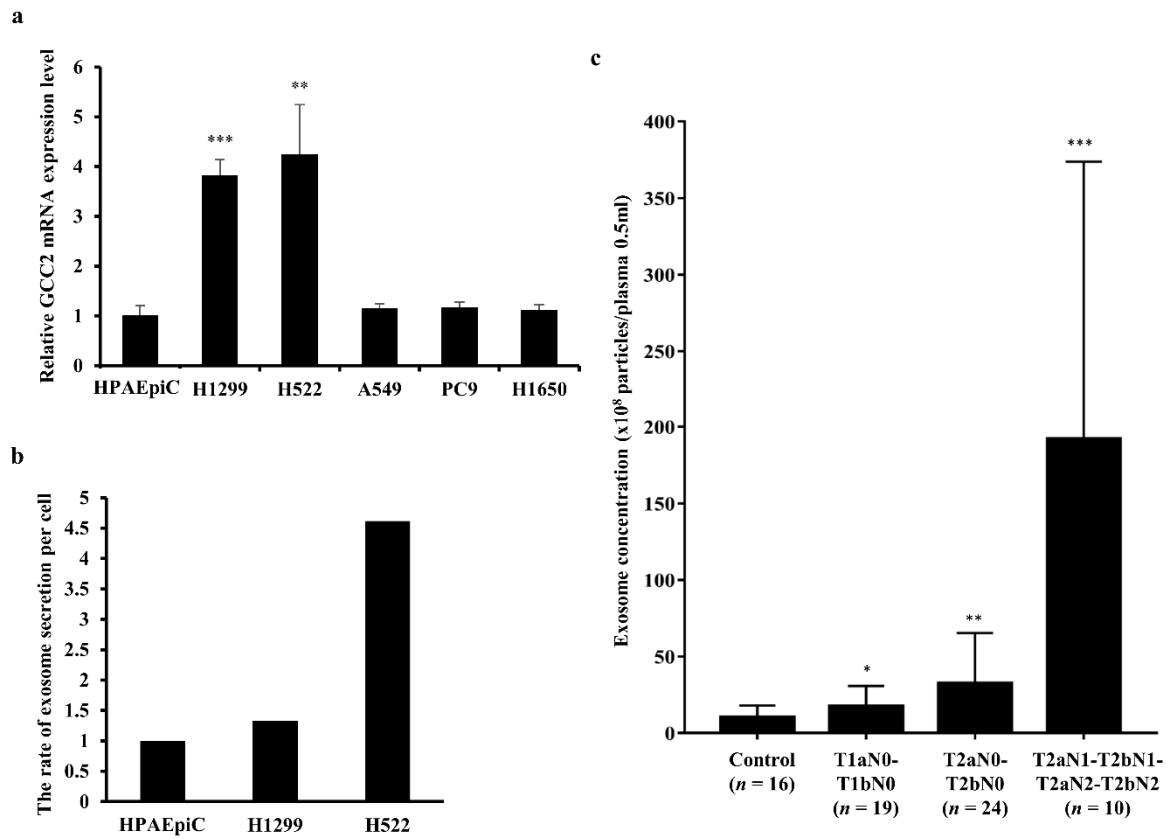 a
Relative GCC2 mRNA expression level
6
5
4
3
2
1
0
***
**
HPAEpiC H1299 H522 A549 PC9 H1650
b
The rate of exosome secretion per cell
5
4.5
4
3.5
3
2.5
2
1.5
1
0.5
0
HPAEpiC H1299 H522
c
Exosome concentration (x10⁸ particles/plasma 0.5ml)
400
350
300
250
200
150
100
50
0
*
**
***
Control T1aN0- T2aN0- T2aN1-T2bN1-
(n = 16) T1bN0 T2bN0 T2aN2-T2bN2
(n = 19) (n = 24) (n = 10)